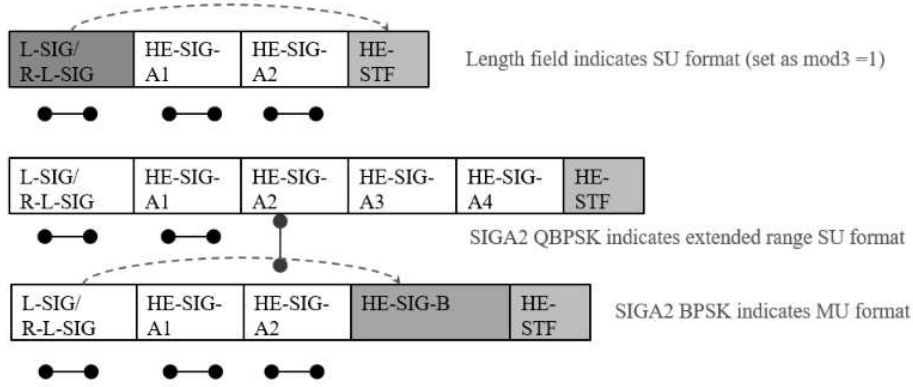 L-SIG/
R-L-SIG
HE-SIG-
A1
HE-SIG-
A2
HE-
STF
Length field indicates SU format (set as mod3 =1)
L-SIG/
R-L-SIG
HE-SIG-
A1
HE-SIG-
A2
HE-SIG-
A3
HE-SIG-
A4
HE-
STF
SIGA2 QBPSK indicates extended range SU format
L-SIG/
R-L-SIG
HE-SIG-
A1
HE-SIG-
A2
HE-SIG-B
HE-
STF
SIGA2 BPSK indicates MU format